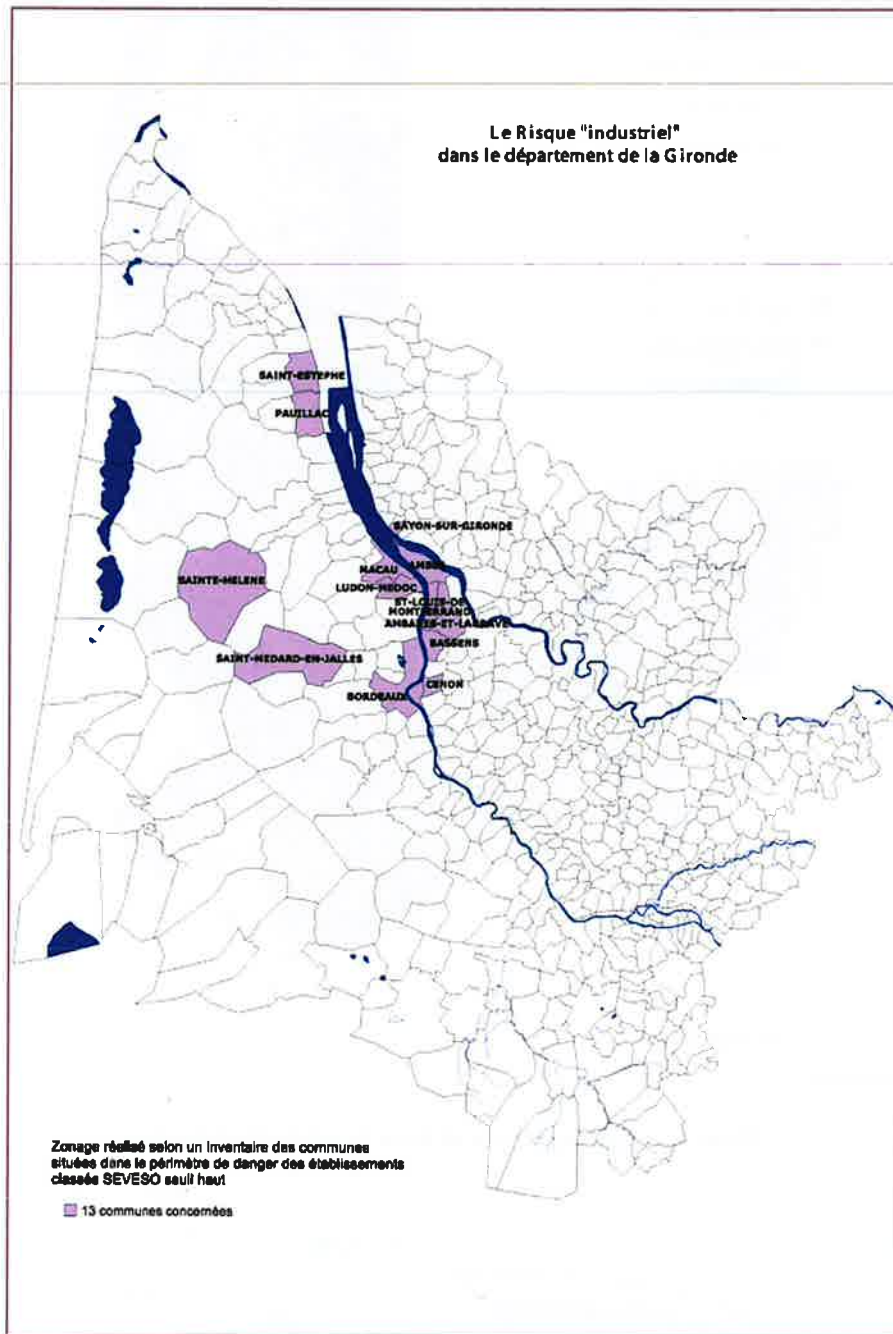 Le Risque "industriel"
dans le département de la Gironde
SAINT-ESTEPHE
PAUILLAC
BAYON-SUR-GIRONDE
AMBES
MACAU
SAINTE-HELENE
LUDON-MEDOC
ST-LOUIS-DE-
MONTFERRAND
AMBARES-ET-LAGRAVE
BASSENS
SAINT-MEDARD-EN-JALLES
CENON
BORDEAUX
Zonage réalisé selon un inventaire des communes
situées dans le périmètre de danger des établissements
classés SEVESO seuil haut
13 communes concernées